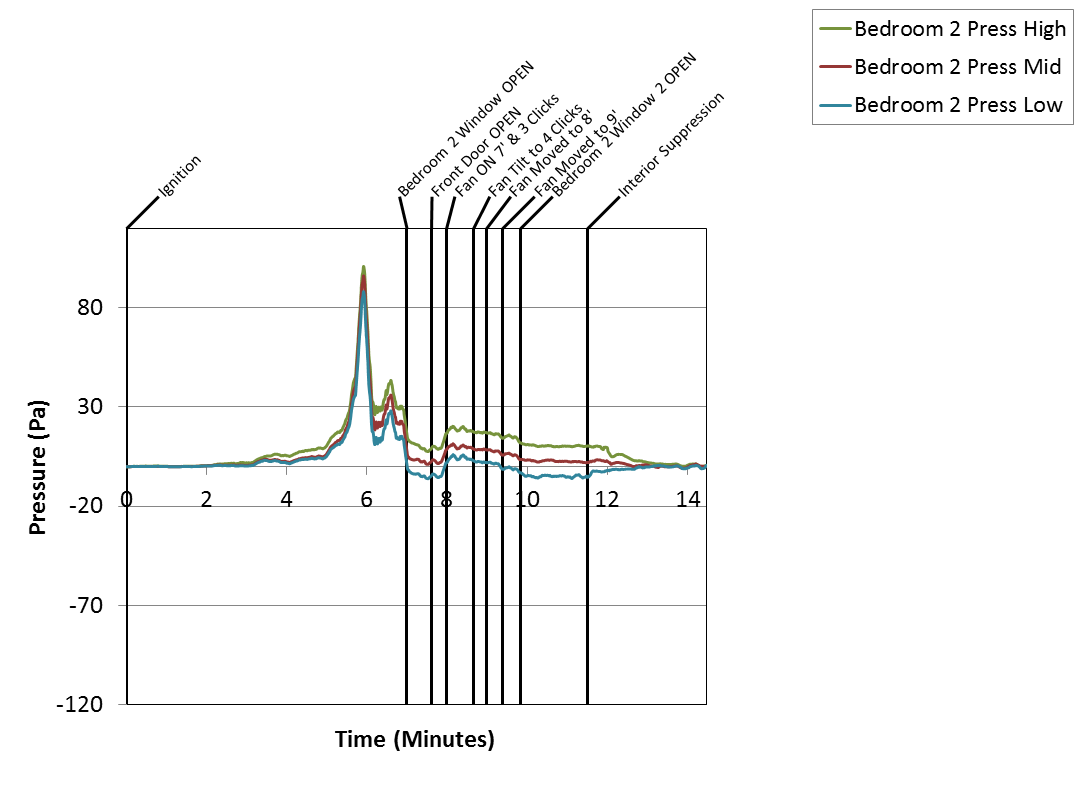 Bedroom 2 Press High
Bedroom 2 Press Mid
Bedroom 2 Press Low
Ignition
Bedroom 2 Window OPEN
Front Door OPEN
Fan ON 7' & 3 Clicks
Fan Tilt to 4 Clicks
Fan Moved to 8'
Fan Moved to 9'
Bedroom 2 Window 2 OPEN
Interior Suppression
80
30
-20
-70
-120
Pressure (Pa)
0 2 4 6 8 10 12 14
Time (Minutes)